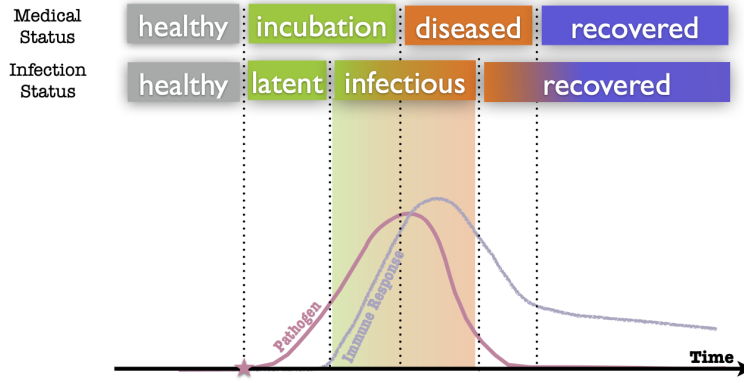 Medical
Status
healthy
incubation
diseased
recovered
Infection
Status
healthy
latent
infectious
recovered
Pathogen
Immune Response
Time